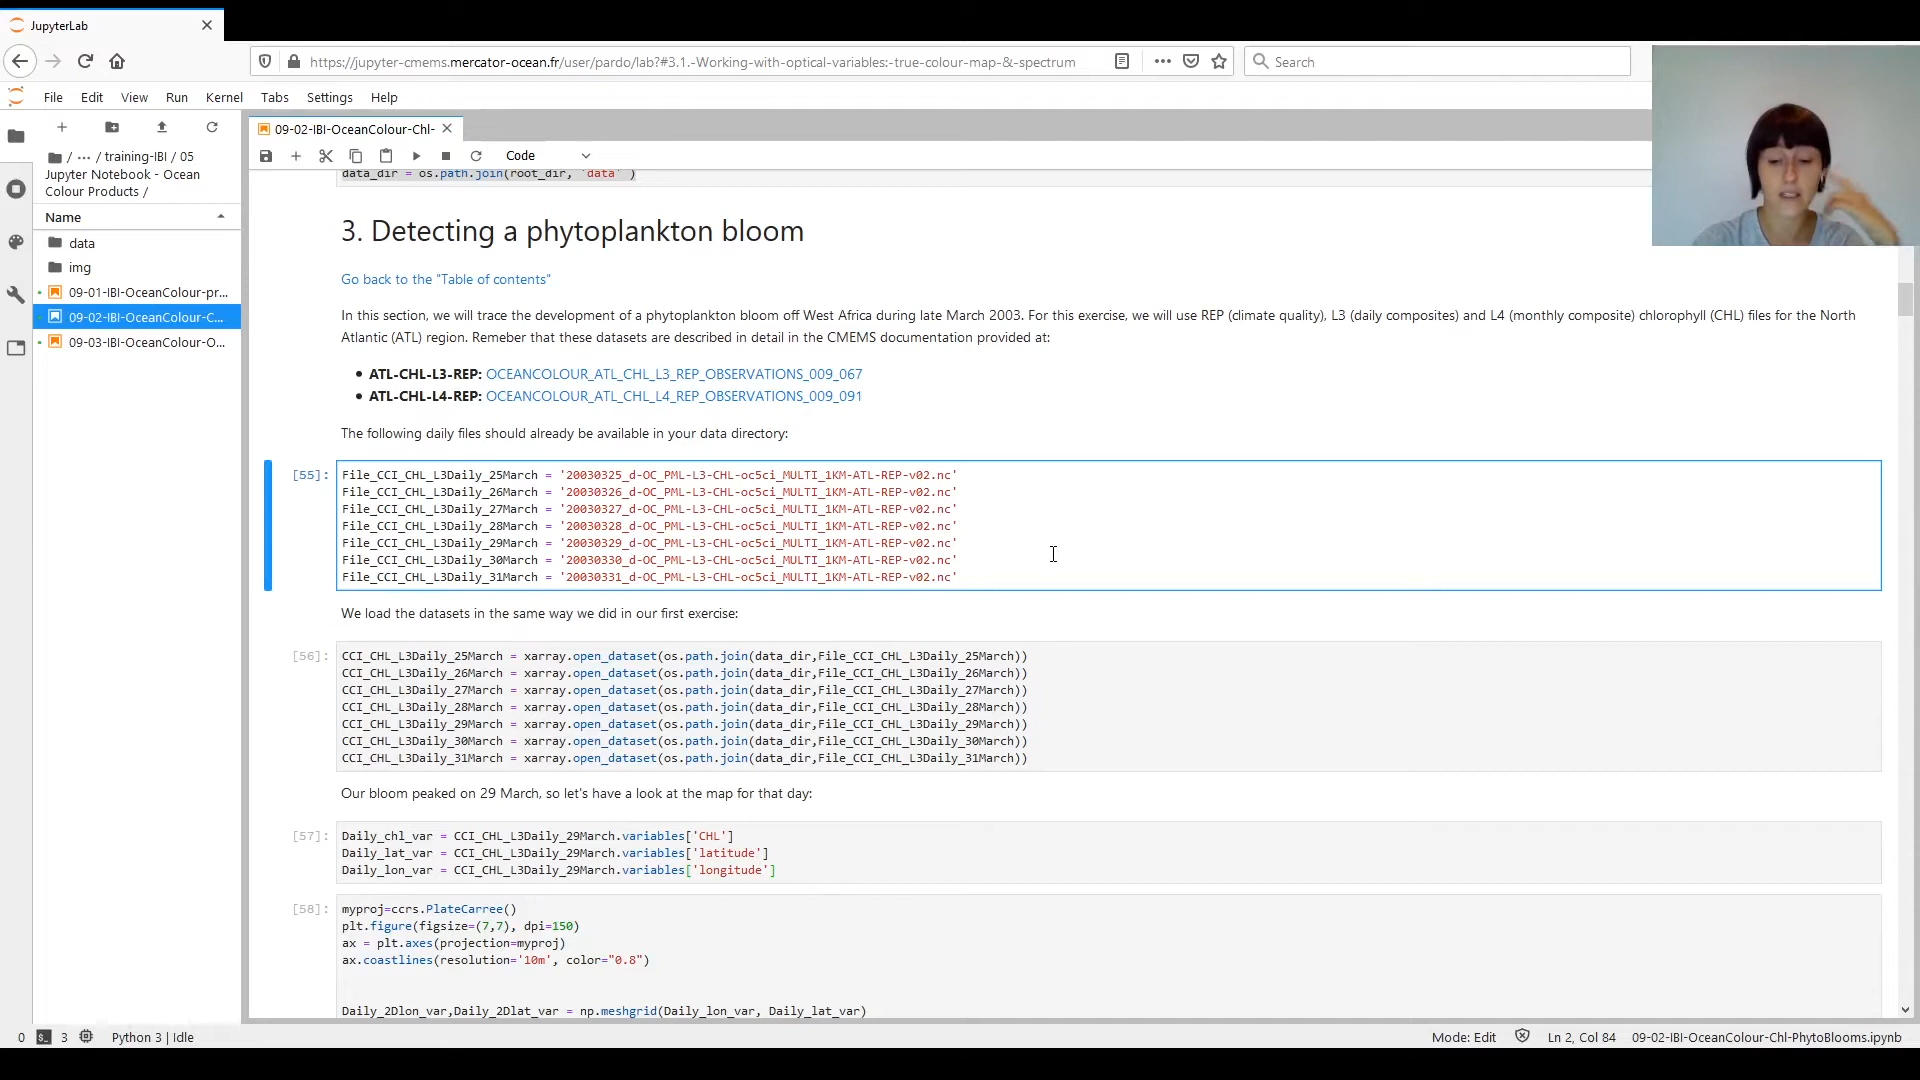 JupyterLab
https://jupyter-cmems.mercator-ocean.fr/user/pardo/lab?#3.1.-Working-with-optical-variables:-true-colour-map-&-spectrum
Search
File Edit View Run Kernel Tabs Settings Help
09-02-IBI-OceanColour-Chl-
Code
/ ··· / training-IBI / 05
Jupyter Notebook - Ocean
Colour Products /
Name
data
img
09-01-IBI-OceanColour-pr...
09-02-IBI-OceanColour-C...
09-03-IBI-OceanColour-O...
data_dir = os.path.join(root_dir, 'data' )
3. Detecting a phytoplankton bloom
Go back to the "Table of contents"
In this section, we will trace the development of a phytoplankton bloom off West Africa during late March 2003. For this exercise, we will use REP (climate quality), L3 (daily composites) and L4 (monthly composite) chlorophyll (CHL) files for the North
Atlantic (ATL) region. Remeber that these datasets are described in detail in the CMEMS documentation provided at:
• ATL-CHL-L3-REP: OCEANCOLOUR_ATL_CHL_L3_REP_OBSERVATIONS_009_067
• ATL-CHL-L4-REP: OCEANCOLOUR_ATL_CHL_L4_REP_OBSERVATIONS_009_091
The following daily files should already be available in your data directory:
[55]: File_CCI_CHL_L3Daily_25March = '20030325_d-OC_PML-L3-CHL-oc5ci_MULTI_1KM-ATL-REP-v02.nc'
File_CCI_CHL_L3Daily_26March = '20030326_d-OC_PML-L3-CHL-oc5ci_MULTI_1KM-ATL-REP-v02.nc'
File_CCI_CHL_L3Daily_27March = '20030327_d-OC_PML-L3-CHL-oc5ci_MULTI_1KM-ATL-REP-v02.nc'
File_CCI_CHL_L3Daily_28March = '20030328_d-OC_PML-L3-CHL-oc5ci_MULTI_1KM-ATL-REP-v02.nc'
File_CCI_CHL_L3Daily_29March = '20030329_d-OC_PML-L3-CHL-oc5ci_MULTI_1KM-ATL-REP-v02.nc'
File_CCI_CHL_L3Daily_30March = '20030330_d-OC_PML-L3-CHL-oc5ci_MULTI_1KM-ATL-REP-v02.nc'
File_CCI_CHL_L3Daily_31March = '20030331_d-OC_PML-L3-CHL-oc5ci_MULTI_1KM-ATL-REP-v02.nc'
We load the datasets in the same way we did in our first exercise:
[56]: CCI_CHL_L3Daily_25March = xarray.open_dataset(os.path.join(data_dir,File_CCI_CHL_L3Daily_25March))
CCI_CHL_L3Daily_26March = xarray.open_dataset(os.path.join(data_dir,File_CCI_CHL_L3Daily_26March))
CCI_CHL_L3Daily_27March = xarray.open_dataset(os.path.join(data_dir,File_CCI_CHL_L3Daily_27March))
CCI_CHL_L3Daily_28March = xarray.open_dataset(os.path.join(data_dir,File_CCI_CHL_L3Daily_28March))
CCI_CHL_L3Daily_29March = xarray.open_dataset(os.path.join(data_dir,File_CCI_CHL_L3Daily_29March))
CCI_CHL_L3Daily_30March = xarray.open_dataset(os.path.join(data_dir,File_CCI_CHL_L3Daily_30March))
CCI_CHL_L3Daily_31March = xarray.open_dataset(os.path.join(data_dir,File_CCI_CHL_L3Daily_31March))
Our bloom peaked on 29 March, so let's have a look at the map for that day:
[57]: Daily_chl_var = CCI_CHL_L3Daily_29March.variables['CHL']
Daily_lat_var = CCI_CHL_L3Daily_29March.variables['latitude']
Daily_lon_var = CCI_CHL_L3Daily_29March.variables['longitude']
[58]: myproj=ccrs.PlateCarree()
plt.figure(figsize=(7,7), dpi=150)
ax = plt.axes(projection=myproj)
ax.coastlines(resolution='10m', color="0.8")
Daily_2Dlon_var,Daily_2Dlat_var = np.meshgrid(Daily_lon_var, Daily_lat_var)
0 3 Python 3 | Idle Mode: Edit Ln 2, Col 84 09-02-IBI-OceanColour-Chl-PhytoBlooms.ipynb